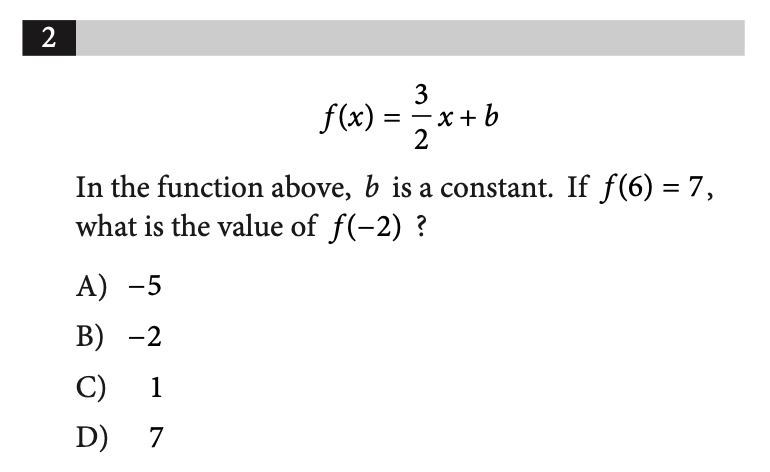 2
f(x) = 3/2 x + b
In the function above, b is a constant. If f(6) = 7,
what is the value of f(−2) ?
A) −5
B) −2
C) 1
D) 7